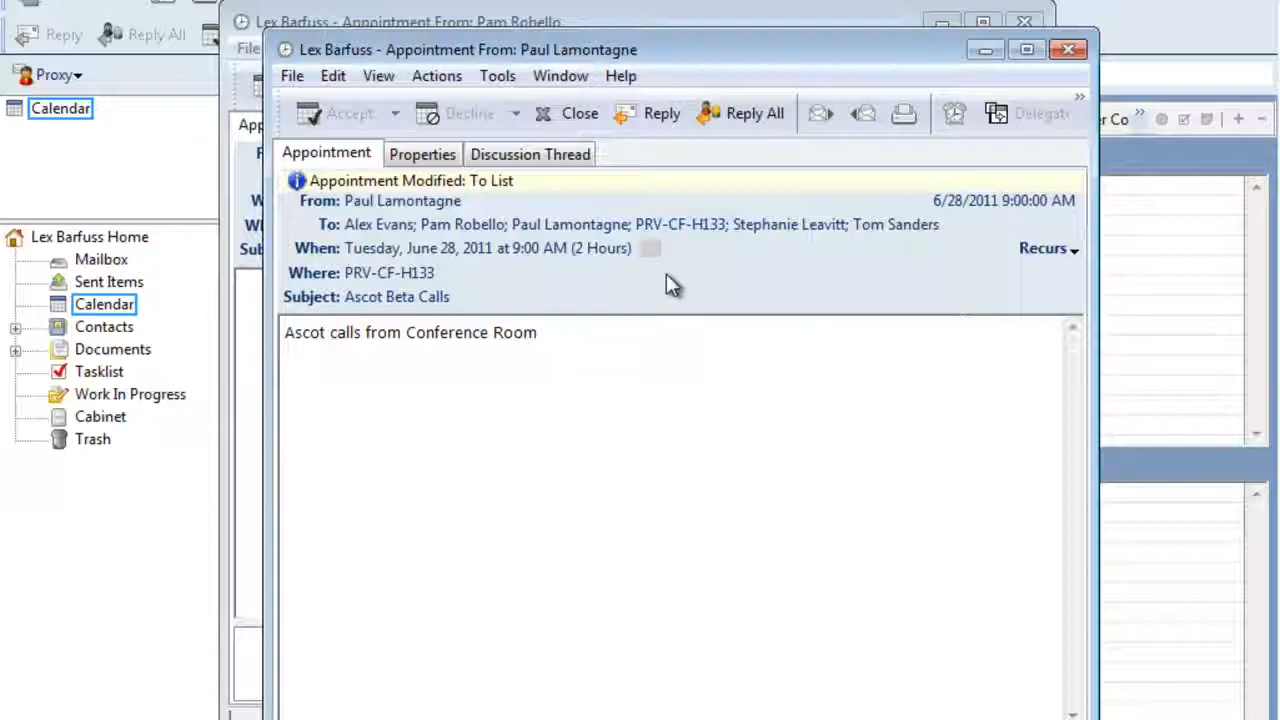 Lex Barfuss - Appointment From: Pam Robello
Reply
Reply All
File
Lex Barfuss - Appointment From: Paul Lamontagne
Proxy
File Edit View Actions Tools Window Help
Calendar
Accept Decline Close Reply Reply All
Appointment Properties Discussion Thread
Appointment Modified: To List
From: Paul Lamontagne 6/28/2011 9:00:00 AM
To: Alex Evans; Pam Robello; Paul Lamontagne; PRV-CF-H133; Stephanie Leavitt; Tom Sanders
When: Tuesday, June 28, 2011 at 9:00 AM (2 Hours) Recurs
Where: PRV-CF-H133
Subject: Ascot Beta Calls
Ascot calls from Conference Room
Lex Barfuss Home
Mailbox
Sent Items
Calendar
Contacts
Documents
Tasklist
Work In Progress
Cabinet
Trash